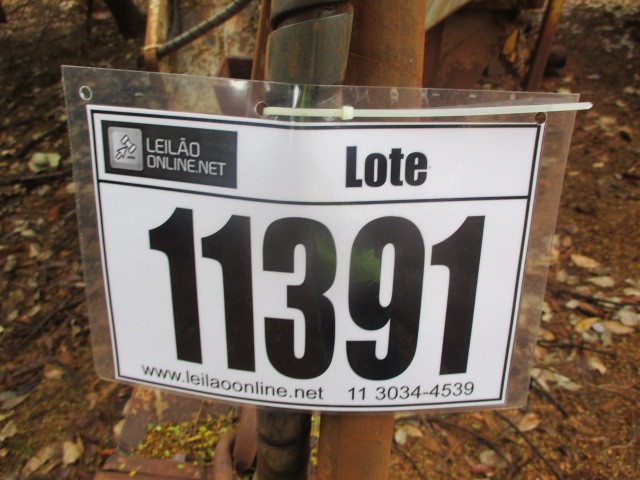 LEILÃO
ONLINE.NET
Lote
11391
www.leilaoonline.net 11 3034-4539